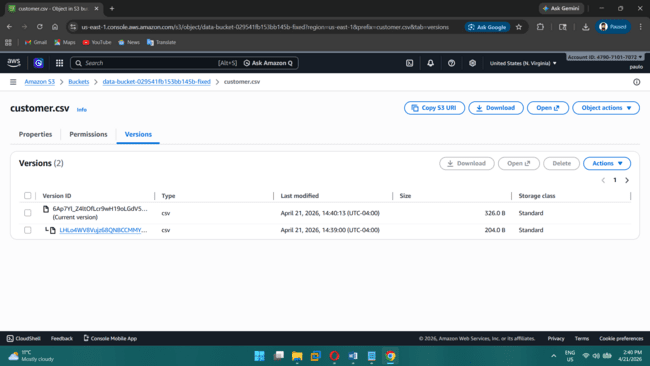 customer.csv - Object in S3 buc
Ask Gemini
us-east-1.console.aws.amazon.com/s3/object/data-bucket-029541fb153bb145b-fixed?region=us-east-1&prefix=customer.csv&tab=versions
Ask Google
Paused
Gmail
Maps
YouTube
News
Translate
aws
Search
[Alt+S]
Ask Amazon Q
United States (N. Virginia)
Account ID: 4790-7101-7072
paulo
Amazon S3
Buckets
data-bucket-029541fb153bb145b-fixed
customer.csv
customer.csv
Info
Copy S3 URI
Download
Open
Object actions
Properties
Permissions
Versions
Versions (2)
Download
Open
Delete
Actions
1
Version ID
Type
Last modified
Size
Storage class
(Current version)
csv
April 21, 2026, 14:40:13 (UTC-04:00)
326.0 B
Standard
csv
April 21, 2026, 14:39:00 (UTC-04:00)
204.0 B
Standard
CloudShell
Feedback
Console Mobile App
© 2026, Amazon Web Services, Inc. or its affiliates.
Privacy
Terms
Cookie preferences
Mostly cloudy
ENG
US
2:40 PM
4/21/2026